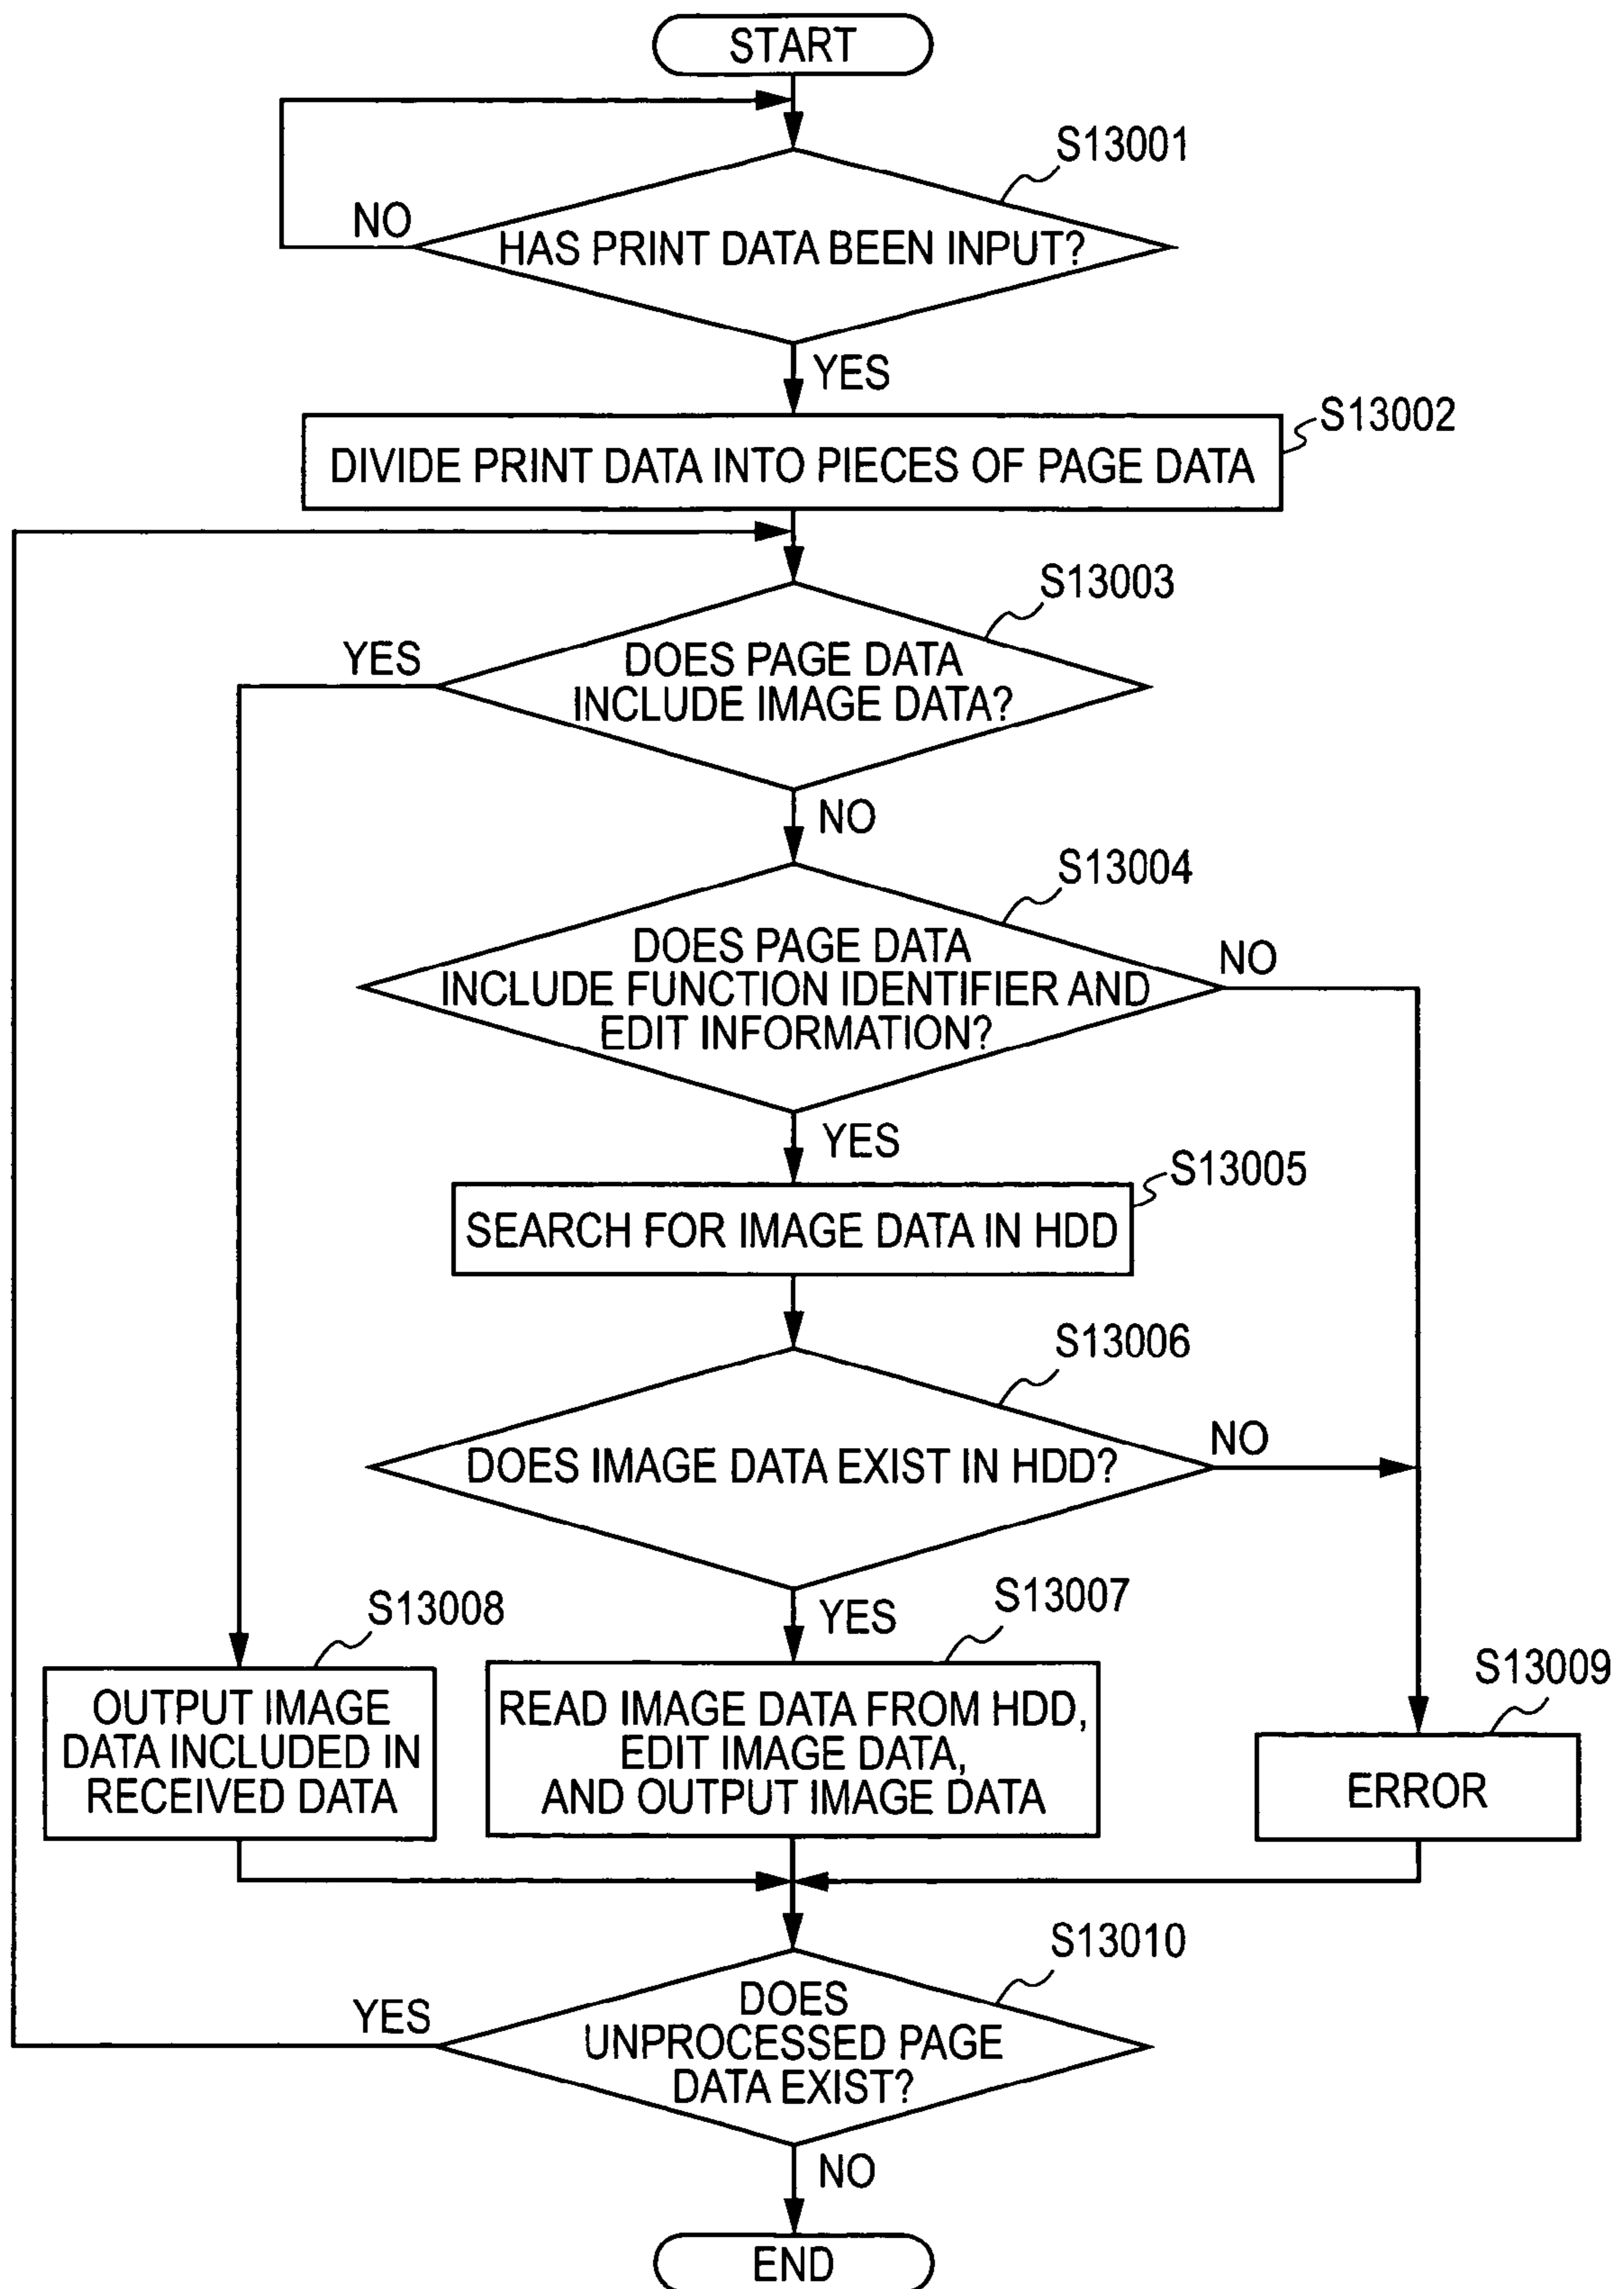 START
S13001
NO
HAS PRINT DATA BEEN INPUT?
YES
S13002
DIVIDE PRINT DATA INTO PIECES OF PAGE DATA
S13003
YES
DOES PAGE DATA
INCLUDE IMAGE DATA?
NO
S13004
DOES PAGE DATA
INCLUDE FUNCTION IDENTIFIER AND
EDIT INFORMATION?
NO
YES
S13005
SEARCH FOR IMAGE DATA IN HDD
S13006
NO
DOES IMAGE DATA EXIST IN HDD?
YES
S13008
OUTPUT IMAGE
DATA INCLUDED IN
RECEIVED DATA
S13007
READ IMAGE DATA FROM HDD,
EDIT IMAGE DATA,
AND OUTPUT IMAGE DATA
S13009
ERROR
S13010
YES
DOES
UNPROCESSED PAGE
DATA EXIST?
NO
END